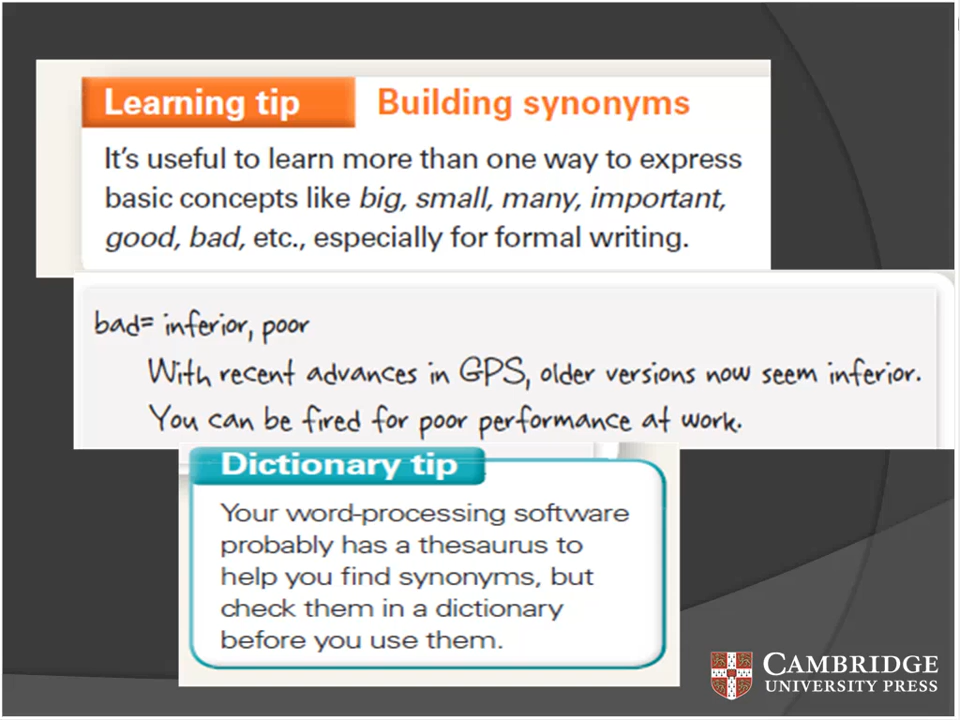 Learning tip Building synonyms
It's useful to learn more than one way to express
basic concepts like big, small, many, important,
good, bad, etc., especially for formal writing.
bad= inferior, poor
With recent advances in GPS, older versions now seem inferior.
You can be fired for poor performance at work.
Dictionary tip
Your word-processing software
probably has a thesaurus to
help you find synonyms, but
check them in a dictionary
before you use them.
CAMBRIDGE
UNIVERSITY PRESS